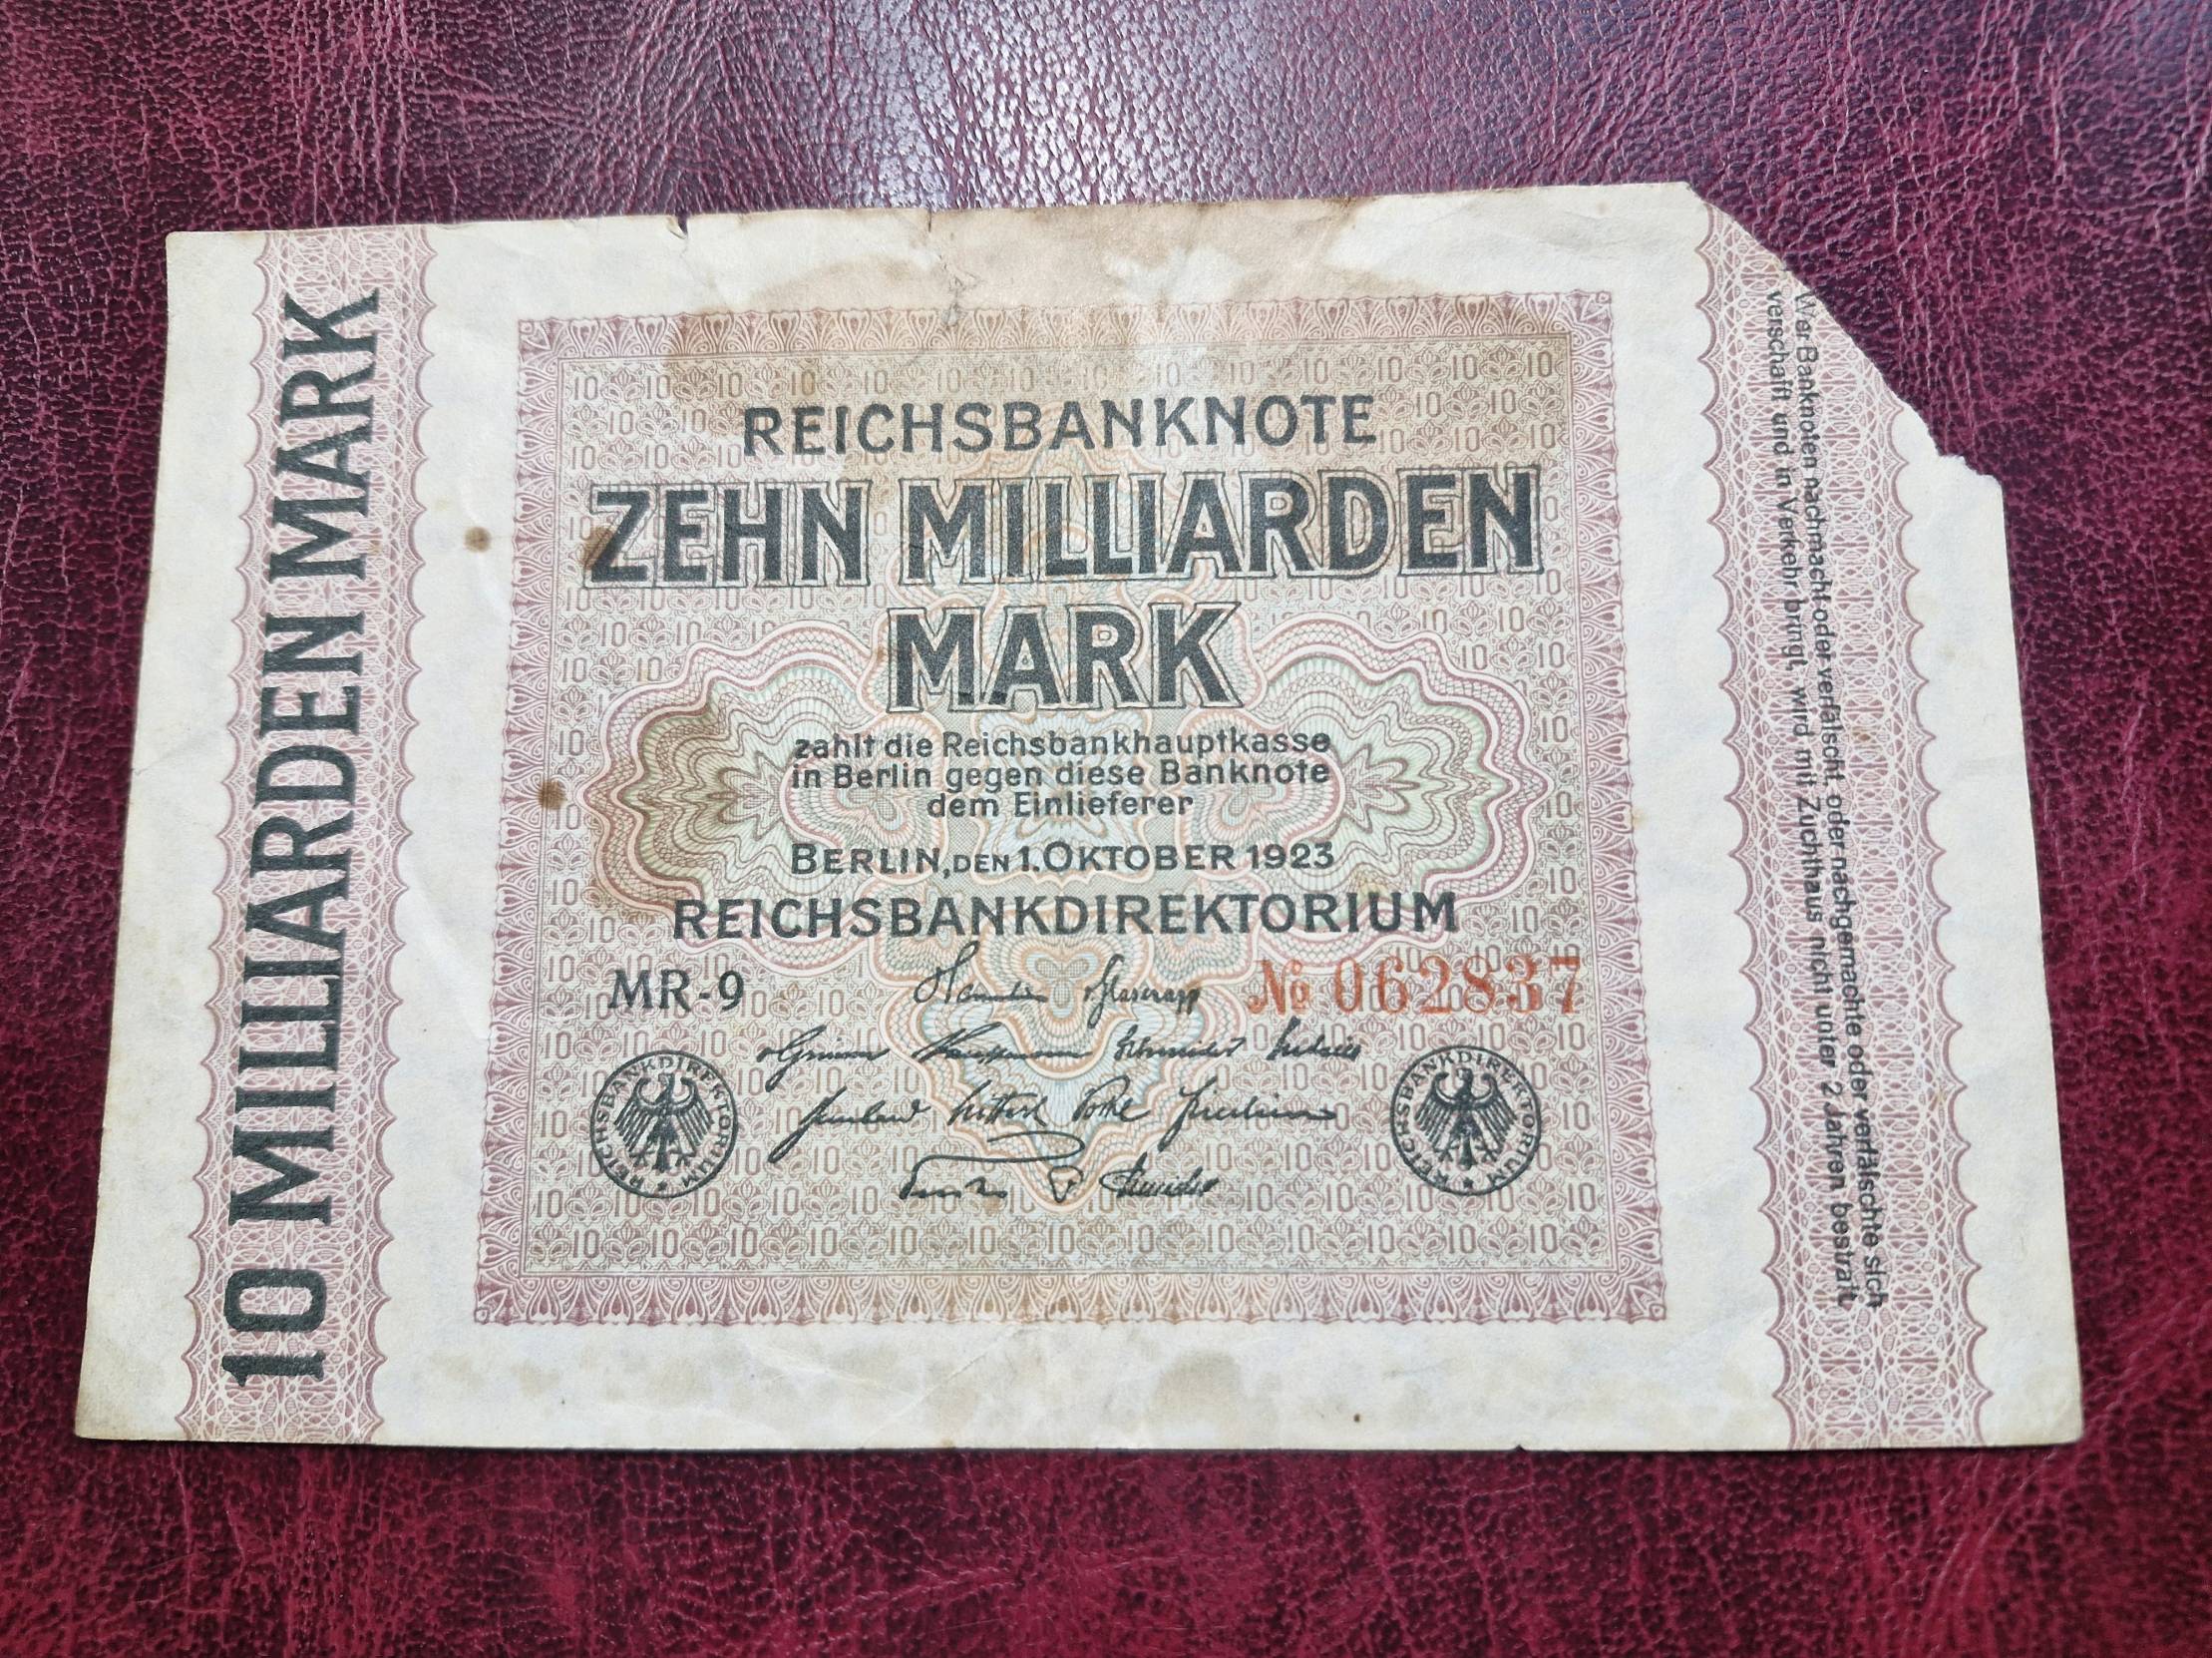 10 MILLIARDEN MARK
REICHSBANKNOTE
ZEHN MILLIARDEN
MARK
zahlt die Reichsbankhauptkasse
in Berlin gegen diese Banknote
dem Einlieferer
BERLIN, DEN 1. OKTOBER 1923
REICHSBANKDIREKTORIUM
MR-9
№ 062837
REICHSBANKDIREKTORIUM
REICHSBANKDIREKTORIUM
Wer Banknoten nachmacht oder verfälscht, oder nachgemachte oder verfälschte sich
verschafft und in Verkehr bringt, wird mit Zuchthaus nicht unter 2 Jahren bestraft.